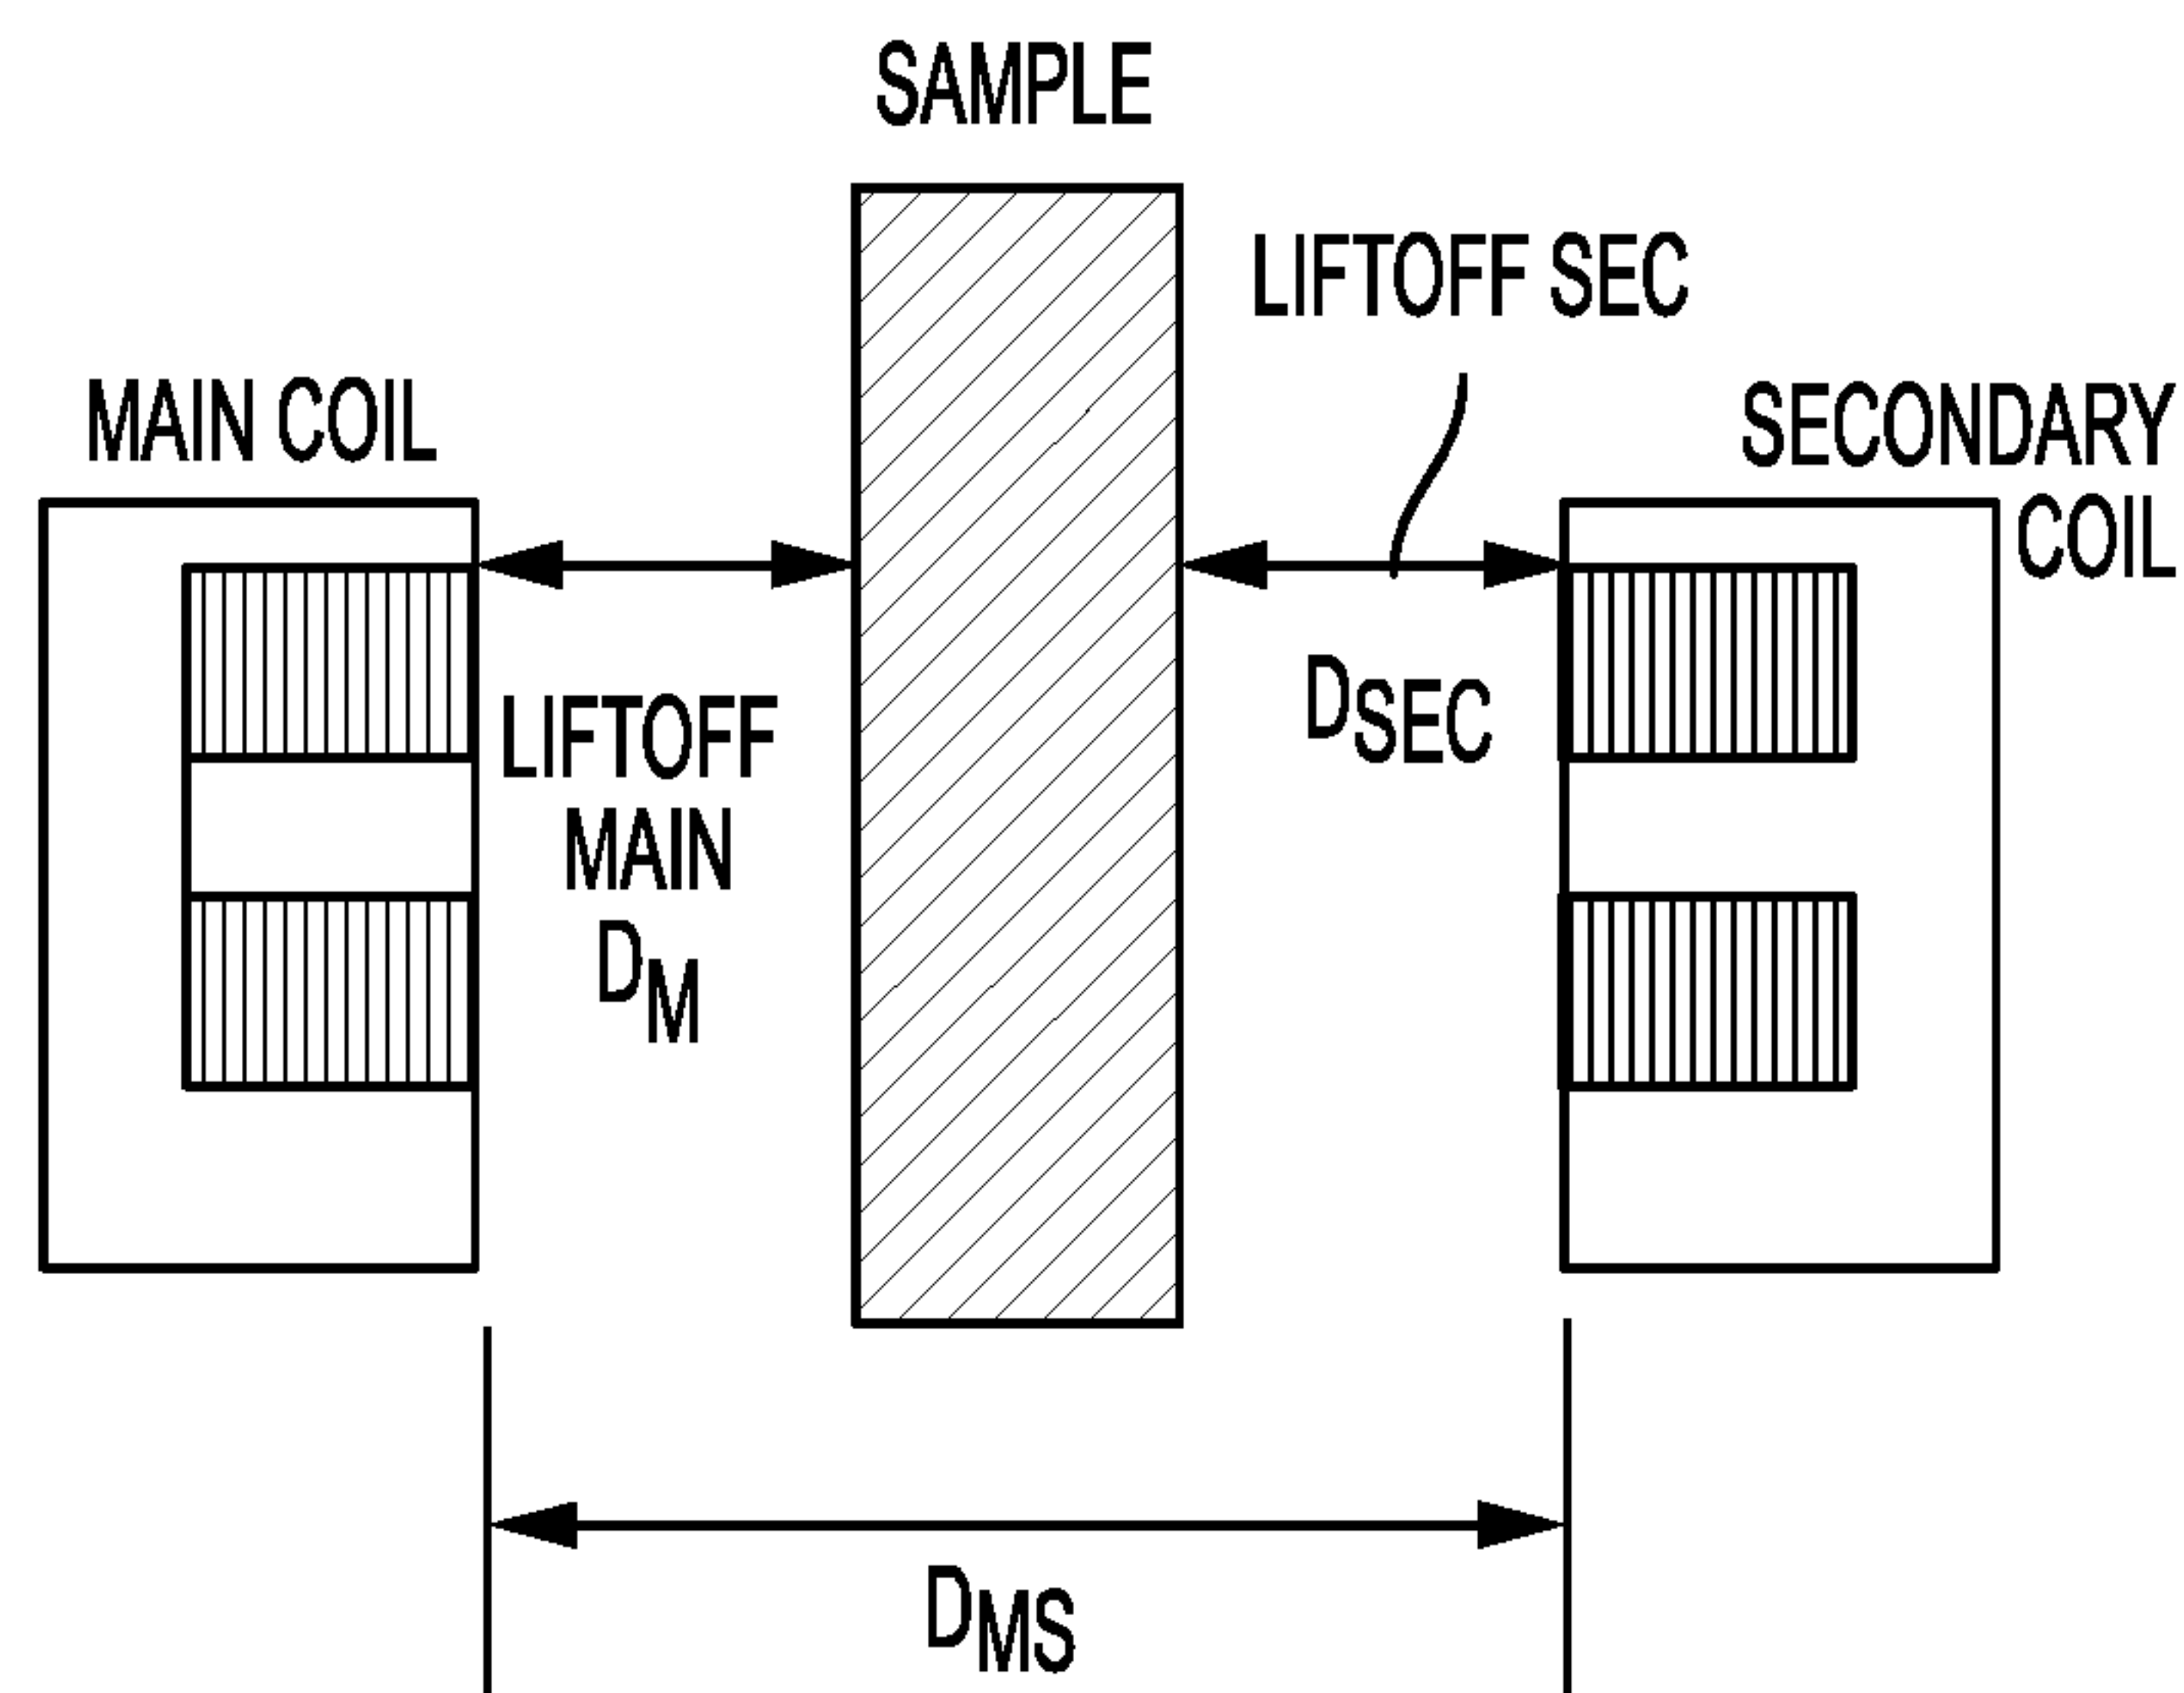 SAMPLE
LIFTOFF SEC
MAIN COIL
SECONDARY
COIL
LIFTOFF
MAIN
DM
DSEC
DMS